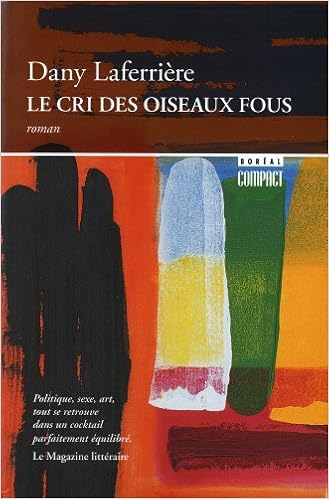 Dany Laferrière
LE CRI DES OISEAUX FOUS
roman
BORÉAL
COMPACT
Politique, sexe, art,
tout se retrouve
dans un cocktail
parfaitement équilibré.
Le Magazine littéraire